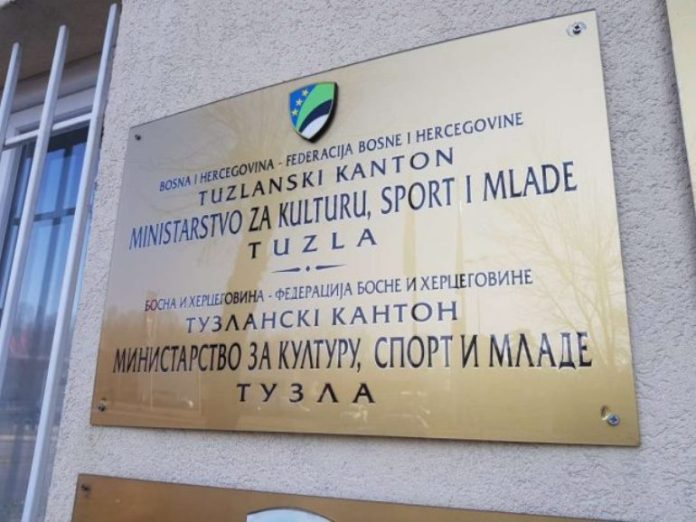 BOSNA I HERCEGOVINA - FEDERACIJA BOSNE I HERCEGOVINE
TUZLANSKI KANTON
MINISTARSTVO ZA KULTURU, SPORT I MLADE
TUZLA
БОСНА И ХЕРЦЕГОВИНА - ФЕДЕРАЦИЈА БОСНЕ И ХЕРЦЕГОВИНЕ
ТУЗЛАНСКІ КАНТОН
МИНИСТАРСТВО ЗА КУЛТУРУ, СПОРТ И МЛАДЕ
ТУЗЛА